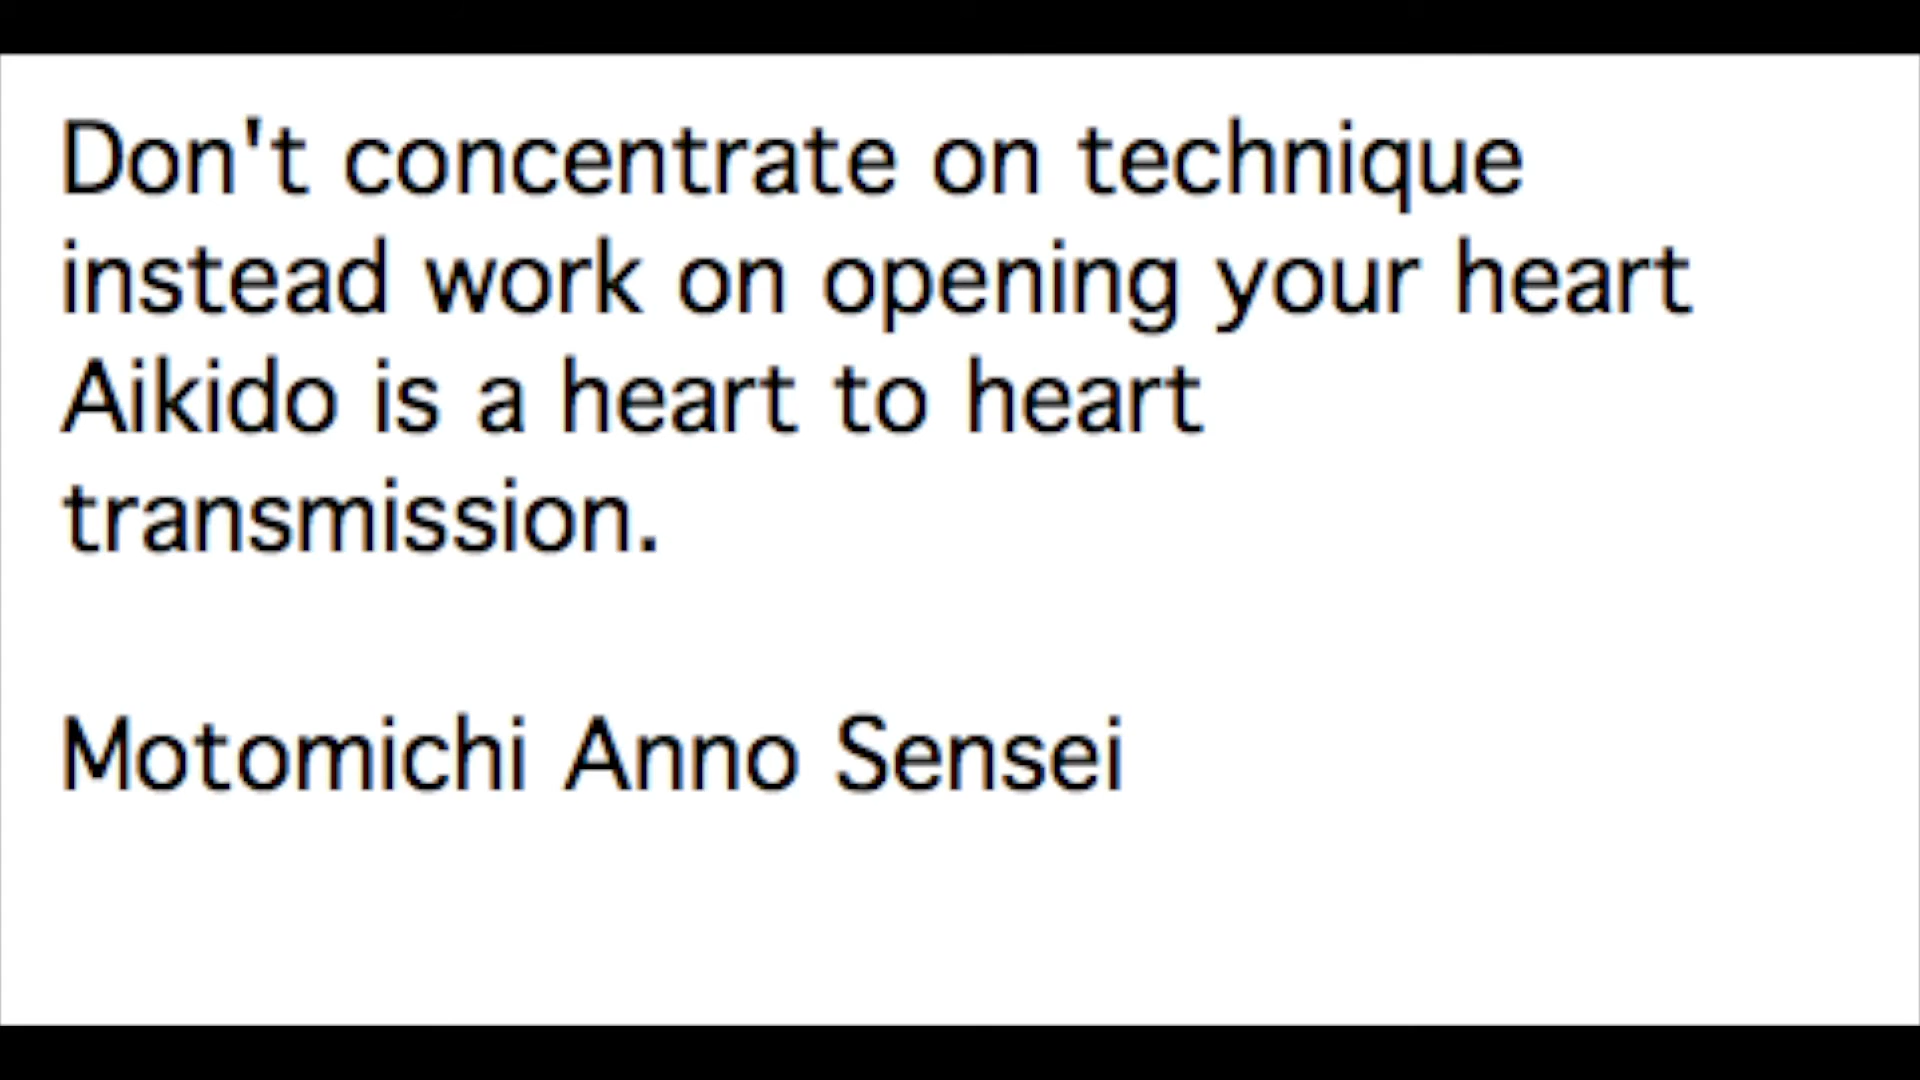 Don't concentrate on technique
instead work on opening your heart
Aikido is a heart to heart
transmission.
Motomichi Anno Sensei